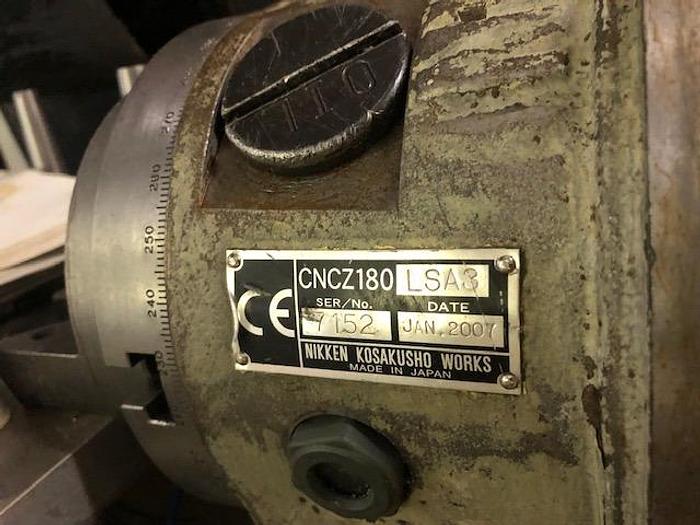 OIL
270
260
250
240
230
CE
CNCZ180 LSA3
SER/No. DATE
7152 JAN. 2007
NIKKEN KOSAKUSHO WORKS
MADE IN JAPAN